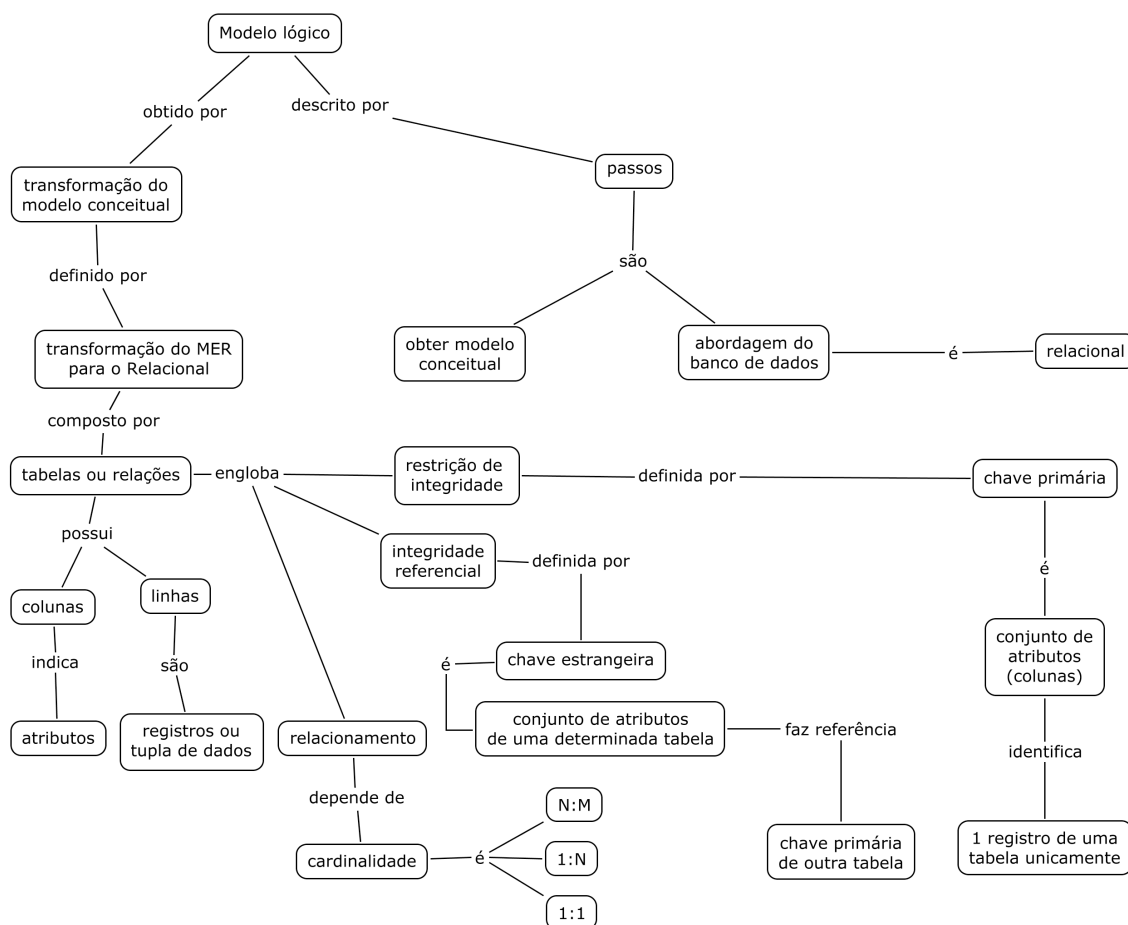 Modelo lógico
obtido por
descrito por
transformação do
modelo conceitual
passos
definido por
são
transformação do MER
para o Relacional
obter modelo
conceitual
abordagem do
banco de dados
é
relacional
composto por
tabelas ou relações
engloba
restrição de
integridade
definida por
chave primária
possui
integridade
referencial
definida por
é
colunas
linhas
indica
são
é
chave estrangeira
conjunto de
atributos
(colunas)
atributos
registros ou
tupla de dados
relacionamento
conjunto de atributos
de uma determinada tabela
faz referência
identifica
depende de
N:M
cardinalidade
é
1:N
1:1
chave primária
de outra tabela
1 registro de uma
tabela unicamente